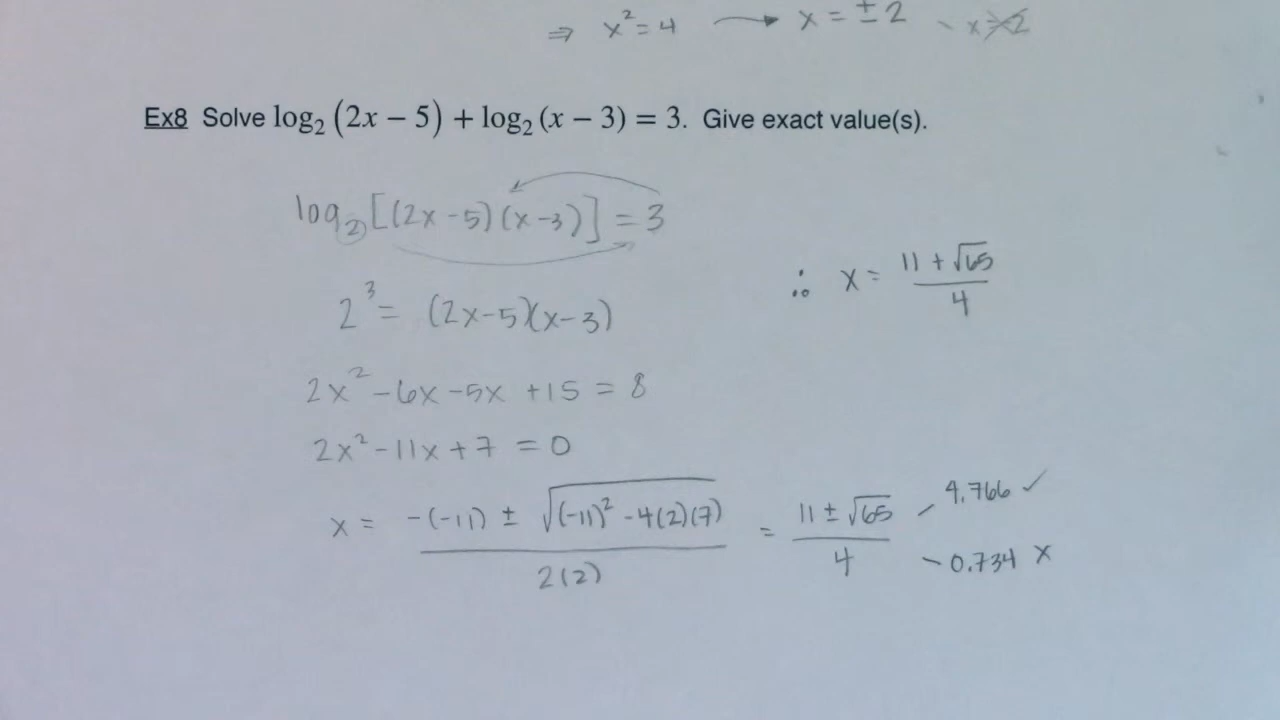 ⇒ x² = 4 → x = ±2 - x=-2
Ex8 Solve log₂(2x − 5) + log₂(x − 3) = 3. Give exact value(s).
log₂[(2x-5)(x-3)] = 3
2³ = (2x-5)(x-3)
2x² -6x -5x +15 = 8
2x² -11x +7 = 0
x = (-(-11) ± √((-11)² -4(2)(7))) / 2(2) = (11 ± √65) / 4 - 4.766 ✓
- 0.734 x
∴ x = (11 + √65) / 4